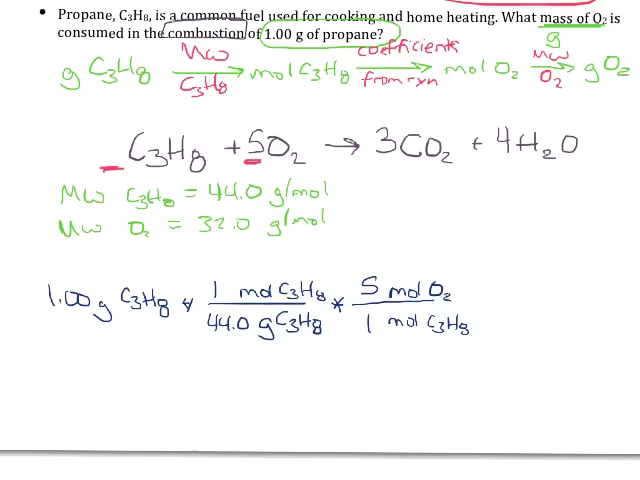 • Propane, C3H8, is a common fuel used for cooking and home heating. What mass of O2 is
consumed in the combustion of 1.00 g of propane?
g
g C3H8 MW C3H8 → mol C3H8 coefficients from rxn → mol O2 MW O2 → g O2
C3H8 + 5O2 → 3CO2 + 4H2O
MW C3H8 = 44.0 g/mol
MW O2 = 32.0 g/mol
1.00 g C3H8 * 1 mol C3H8 / 44.0 g C3H8 * 5 mol O2 / 1 mol C3H8